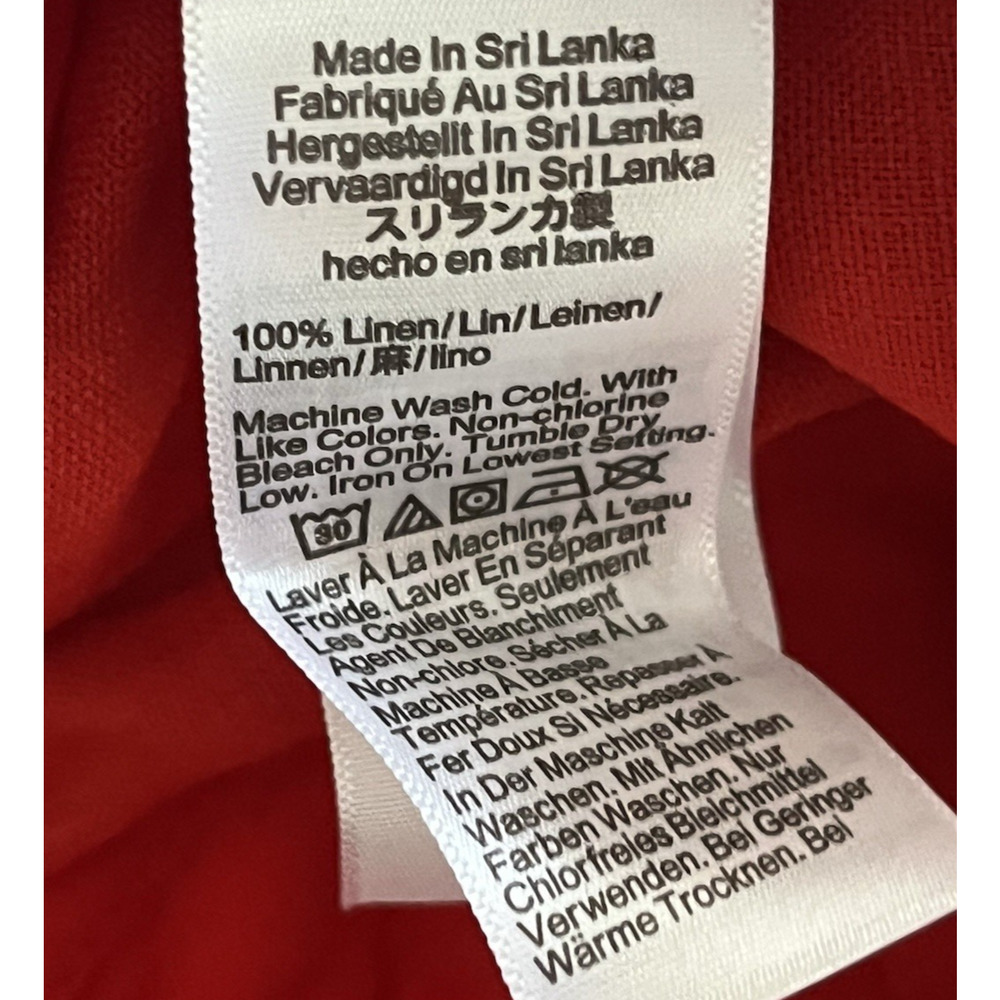 Made In Sri Lanka
Fabriqué Au Sri Lanka
Hergestellt In Sri Lanka
Vervaardigd In Sri Lanka
スリランカ製
hecho en sri lanka
100% Linen/Lin/Leinen/
Linnen/麻/lino
Machine Wash Cold. With
Like Colors. Non-chlorine
Bleach Only. Tumble Dry
Low. Iron On Lowest Setting.
30
Laver À La Machine À L'eau
Froide. Laver En Séparant
Les Couleurs. Seulement
Agent De Blanchiment
Non-chlore. Sécher À La
Machine À Basse
Température. Repasser À
Fer Doux Si Nécessaire.
In Der Maschine Kalt
Waschen. Mit Ähnlichen
Farben Waschen. Nur
Chlorfreies Bleichmittel
Verwenden. Bei Geringer
Wärme Trocknen. Bei